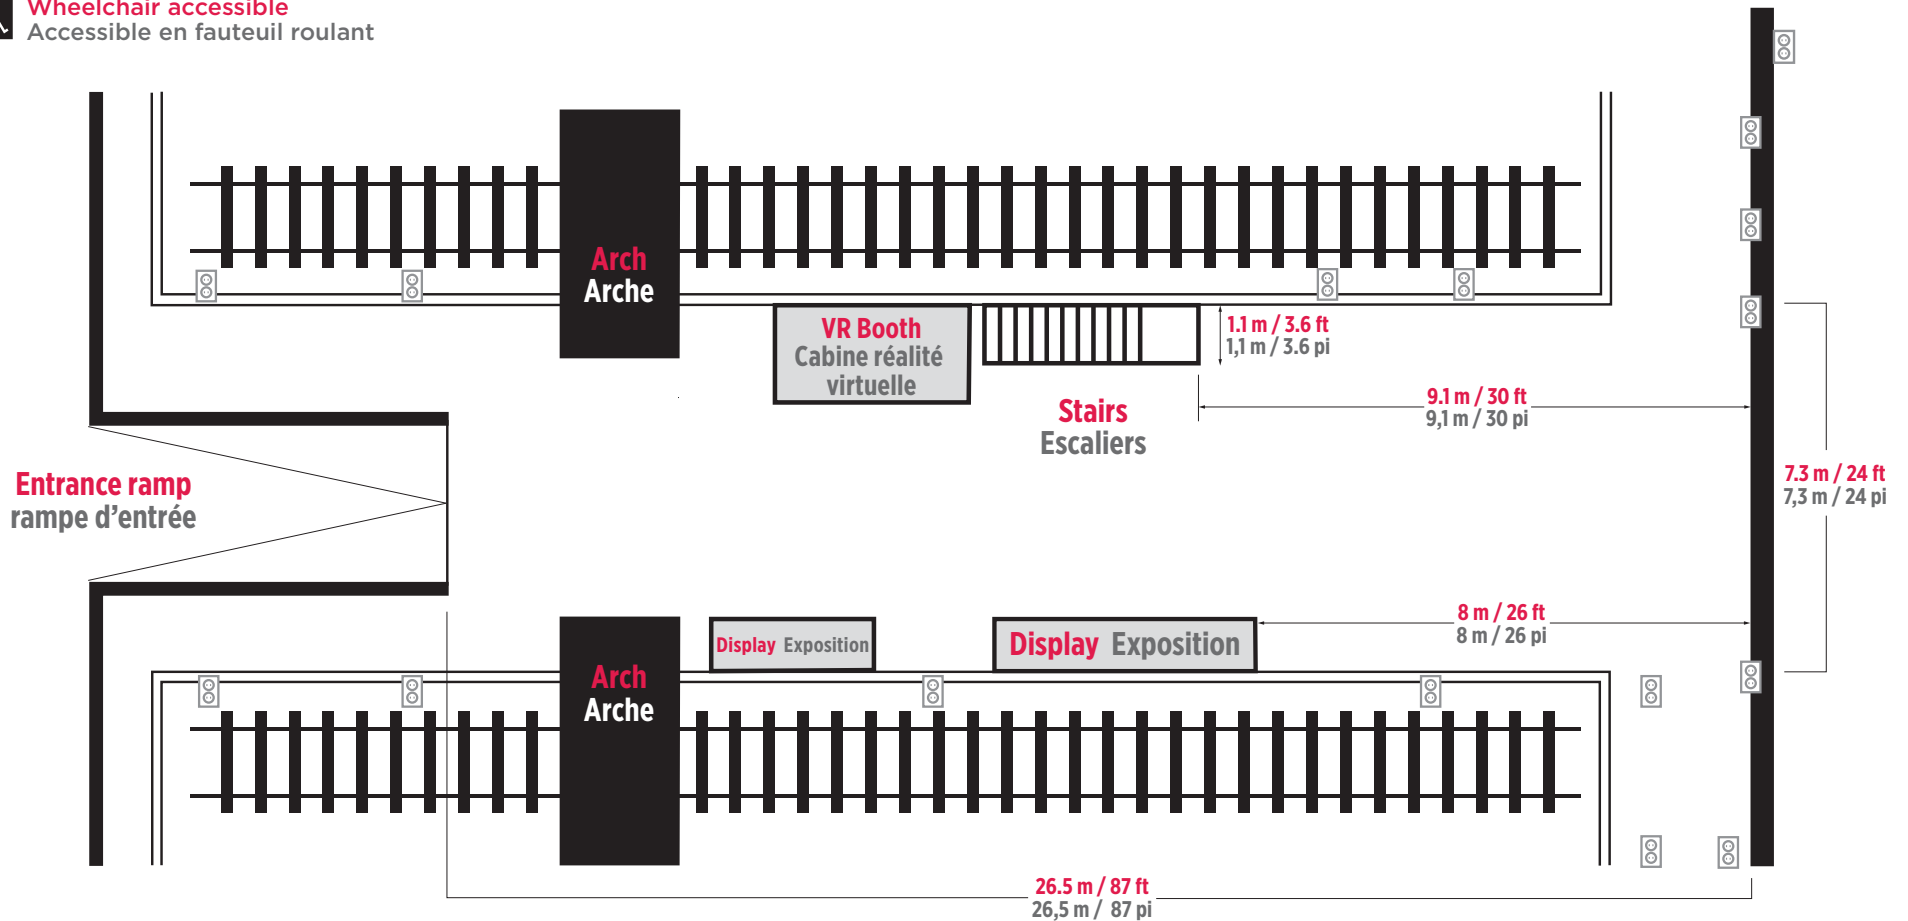 Wheelchair accessible
Accessible en fauteuil roulant
Arch
Arche
VR Booth
Cabine réalité
virtuelle
1.1 m / 3.6 ft
1,1 m / 3.6 pi
Stairs
Escaliers
9.1 m / 30 ft
9,1 m / 30 pi
Entrance ramp
rampe d’entrée
7.3 m / 24 ft
7,3 m / 24 pi
Display Exposition
Display Exposition
8 m / 26 ft
8 m / 26 pi
Arch
Arche
26.5 m / 87 ft
26,5 m / 87 pi